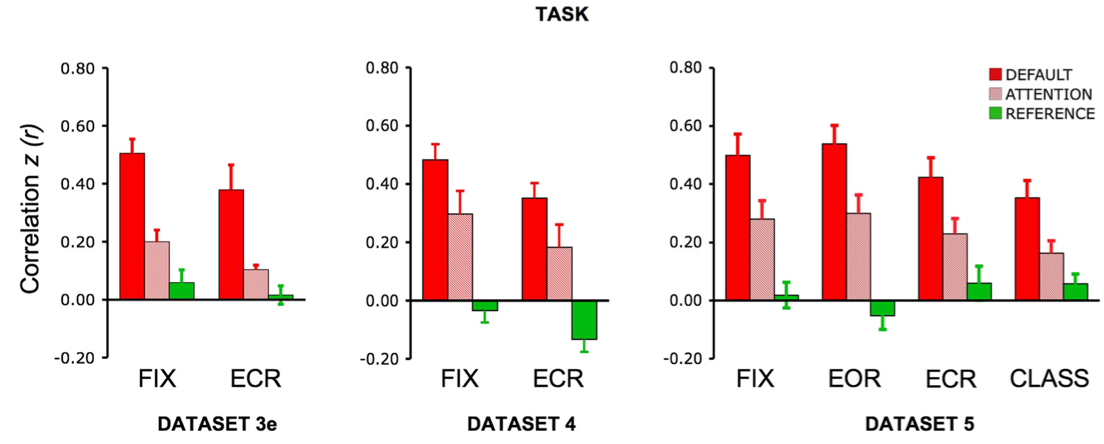 TASK
Correlation z (r)
0.80
0.60
0.40
0.20
0.00
-0.20
FIX ECR
DATASET 3e
0.80
0.60
0.40
0.20
0.00
-0.20
FIX ECR
DATASET 4
0.80
0.60
0.40
0.20
0.00
-0.20
FIX EOR ECR CLASS
DATASET 5
DEFAULT
ATTENTION
REFERENCE